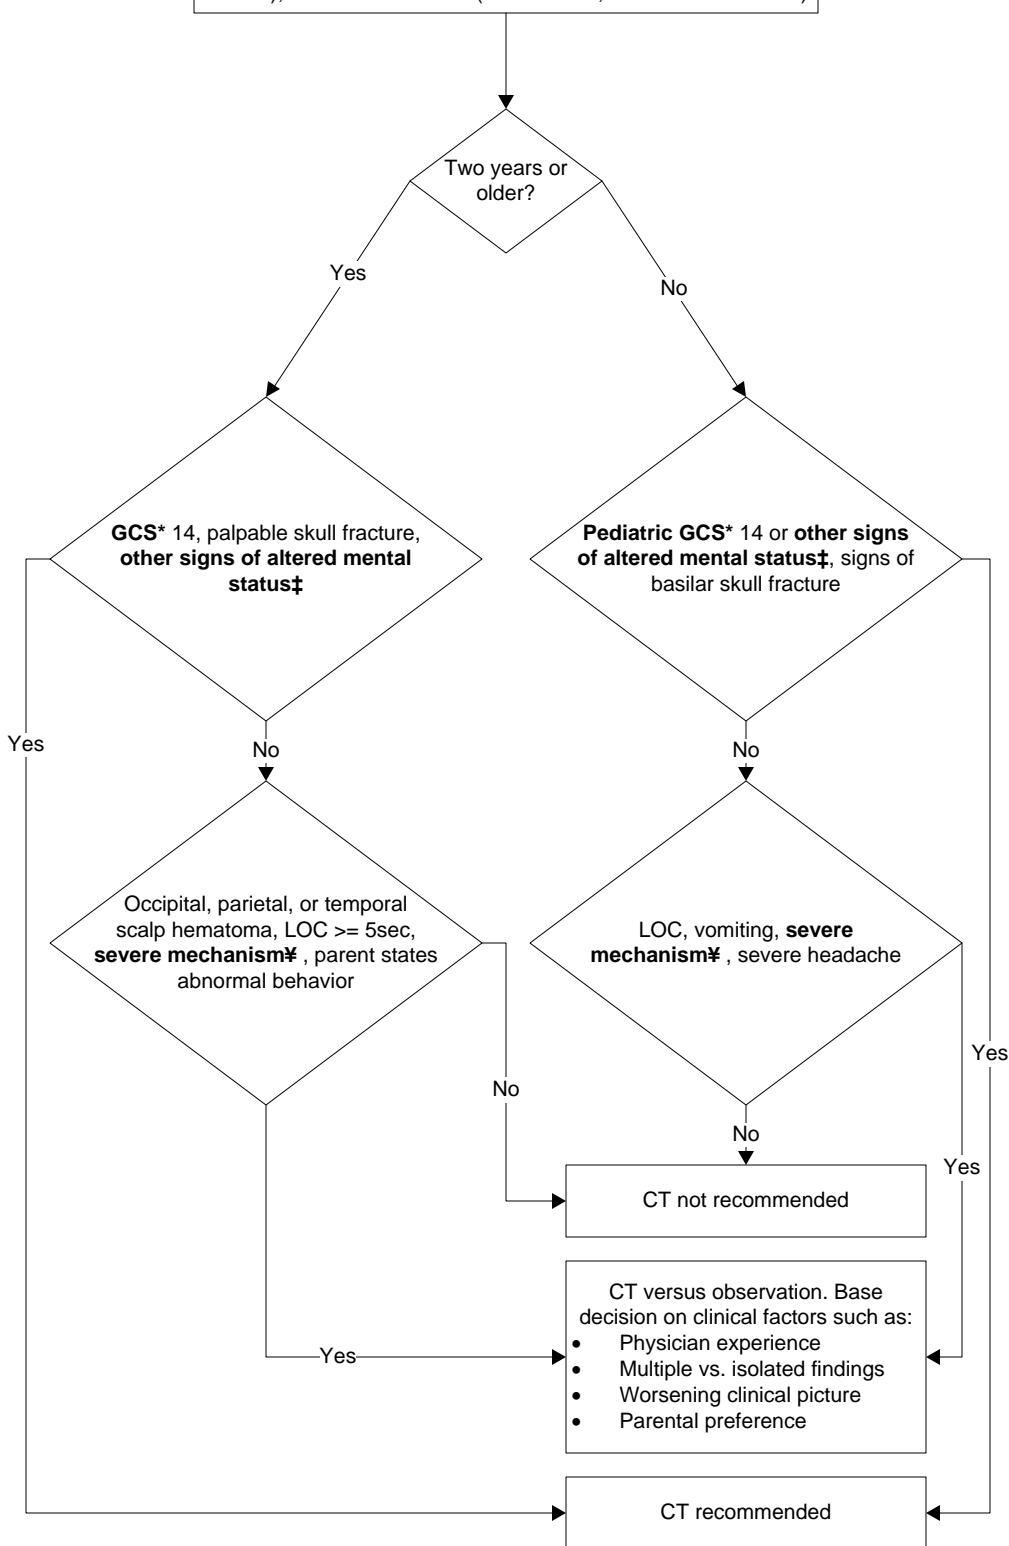 Two years or
older?
Yes
No
GCS* 14, palpable skull fracture,
other signs of altered mental
status‡
Pediatric GCS* 14 or other signs
of altered mental status‡, signs of
basilar skull fracture
Yes
No
No
Occipital, parietal, or temporal
scalp hematoma, LOC >= 5sec,
severe mechanism¥ , parent states
abnormal behavior
LOC, vomiting, severe
mechanism¥ , severe headache
Yes
No
No
Yes
CT not recommended
CT versus observation. Base
decision on clinical factors such as:
• Physician experience
• Multiple vs. isolated findings
• Worsening clinical picture
• Parental preference
Yes
CT recommended